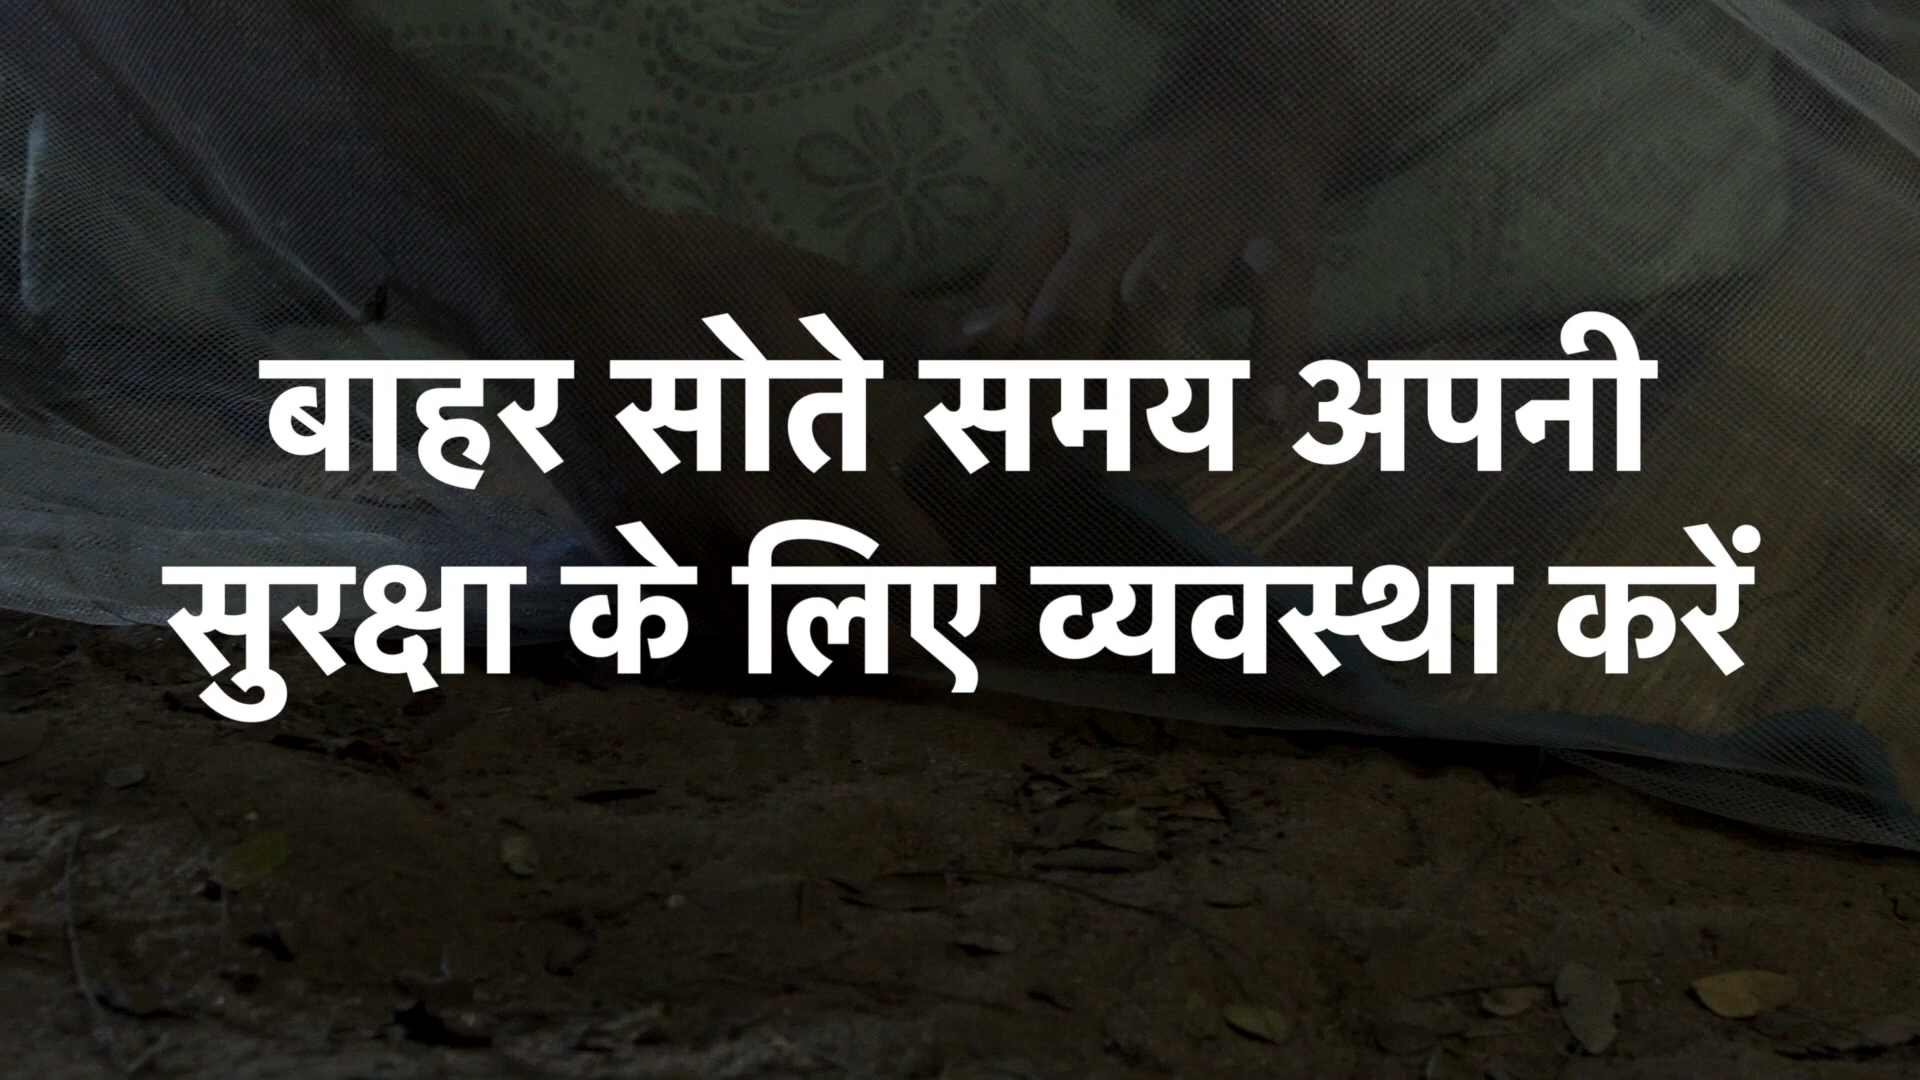 बाहर सोते समय अपनी
सुरक्षा के लिए व्यवस्था करें